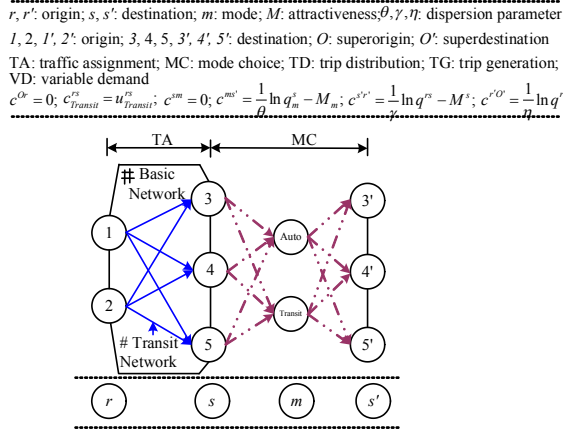 r, r′: origin; s, s′: destination; m: mode; M: attractiveness;θ,γ,η: dispersion parameter
1, 2, 1′, 2′: origin; 3, 4, 5, 3′, 4′, 5′: destination; O: superorigin; O′: superdestination
TA: traffic assignment; MC: mode choice; TD: trip distribution; TG: trip generation;
VD: variable demand
c^{Or} = 0; c^{rs}_{Transit} = u^{rs}_{Transit}; c^{sm} = 0; c^{ms′} = 1/θ ln q^{s}_{m} − M_{m}; c^{s′r′} = 1/γ ln q^{rs} − M^{s}; c^{r′O′} = 1/η ln q^{r}
TA MC
# Basic
Network
3 3′
1 Auto
4 4′
2 Transit
# Transit
Network
5 5′
r s m s′